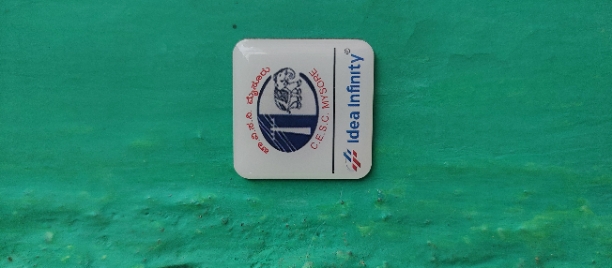 ಚಾ.ವಿ.ಸ.ನಿ ಮೈಸೂರು
C.E.S.C. MYSORE
Idea Infinity®